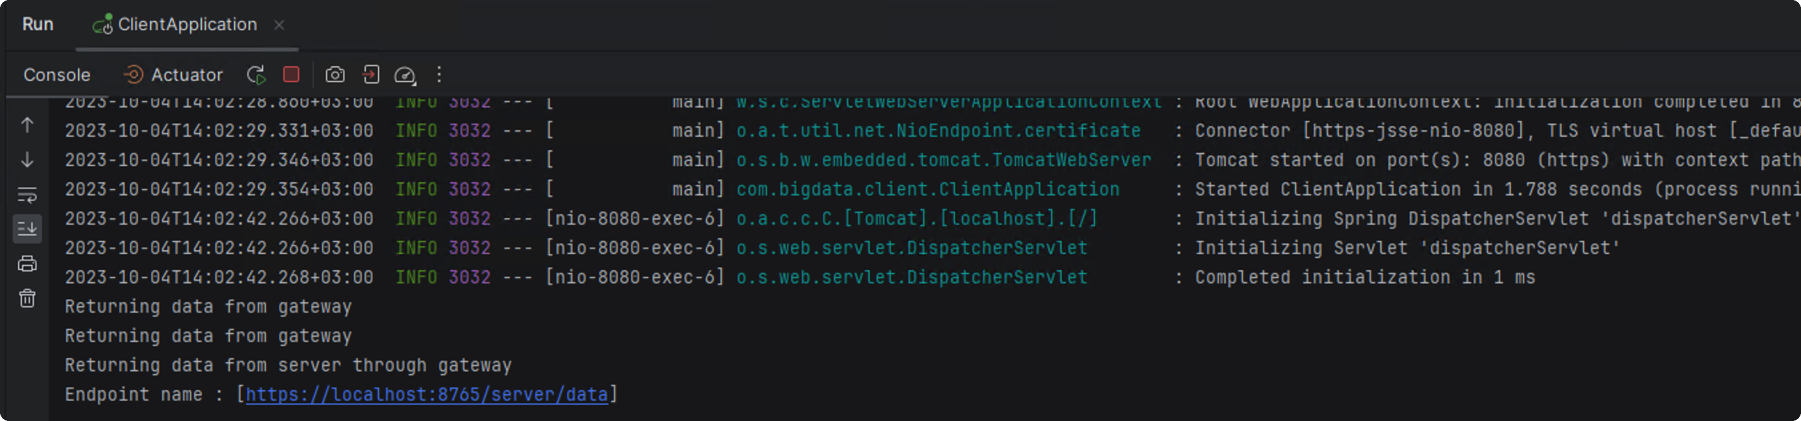 Run ClientApplication
Console Actuator
2023-10-04T14:02:28.860+03:00 INFO 3032 --- [ main] w.s.c.ServletWebServerApplicationContext : Root WebApplicationContext: initialization completed in 8
2023-10-04T14:02:29.331+03:00 INFO 3032 --- [ main] o.a.t.util.net.NioEndpoint.certificate : Connector [https-jsse-nio-8080], TLS virtual host [_defau
2023-10-04T14:02:29.346+03:00 INFO 3032 --- [ main] o.s.b.w.embedded.tomcat.TomcatWebServer : Tomcat started on port(s): 8080 (https) with context path
2023-10-04T14:02:29.354+03:00 INFO 3032 --- [ main] com.bigdata.client.ClientApplication : Started ClientApplication in 1.788 seconds (process runni
2023-10-04T14:02:42.266+03:00 INFO 3032 --- [nio-8080-exec-6] o.a.c.c.C.[Tomcat].[localhost].[/] : Initializing Spring DispatcherServlet 'dispatcherServlet'
2023-10-04T14:02:42.266+03:00 INFO 3032 --- [nio-8080-exec-6] o.s.web.servlet.DispatcherServlet : Initializing Servlet 'dispatcherServlet'
2023-10-04T14:02:42.268+03:00 INFO 3032 --- [nio-8080-exec-6] o.s.web.servlet.DispatcherServlet : Completed initialization in 1 ms
Returning data from gateway
Returning data from gateway
Returning data from server through gateway
Endpoint name : [https://localhost:8765/server/data]